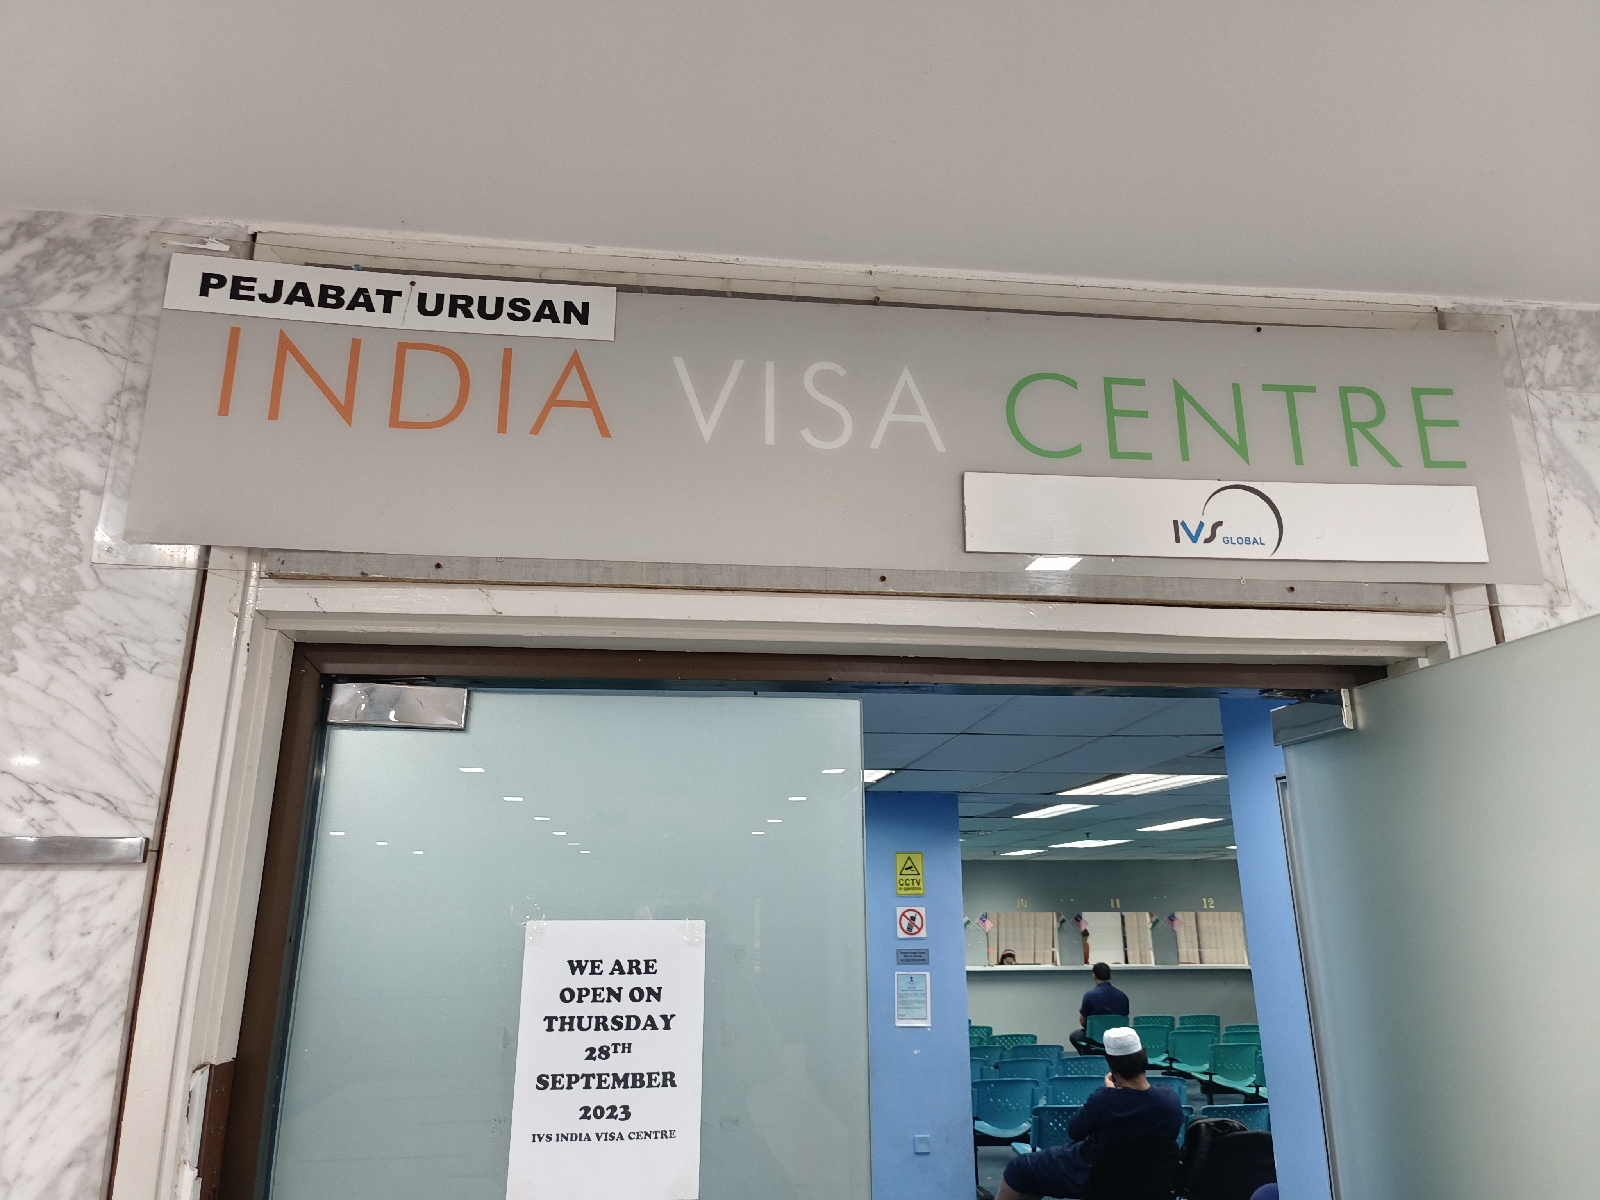 PEJABAT URUSAN
INDIA VISA CENTRE
IVS GLOBAL
WE ARE
OPEN ON
THURSDAY
28TH
SEPTEMBER
2023
IVS INDIA VISA CENTRE
CCTV
10 11 12